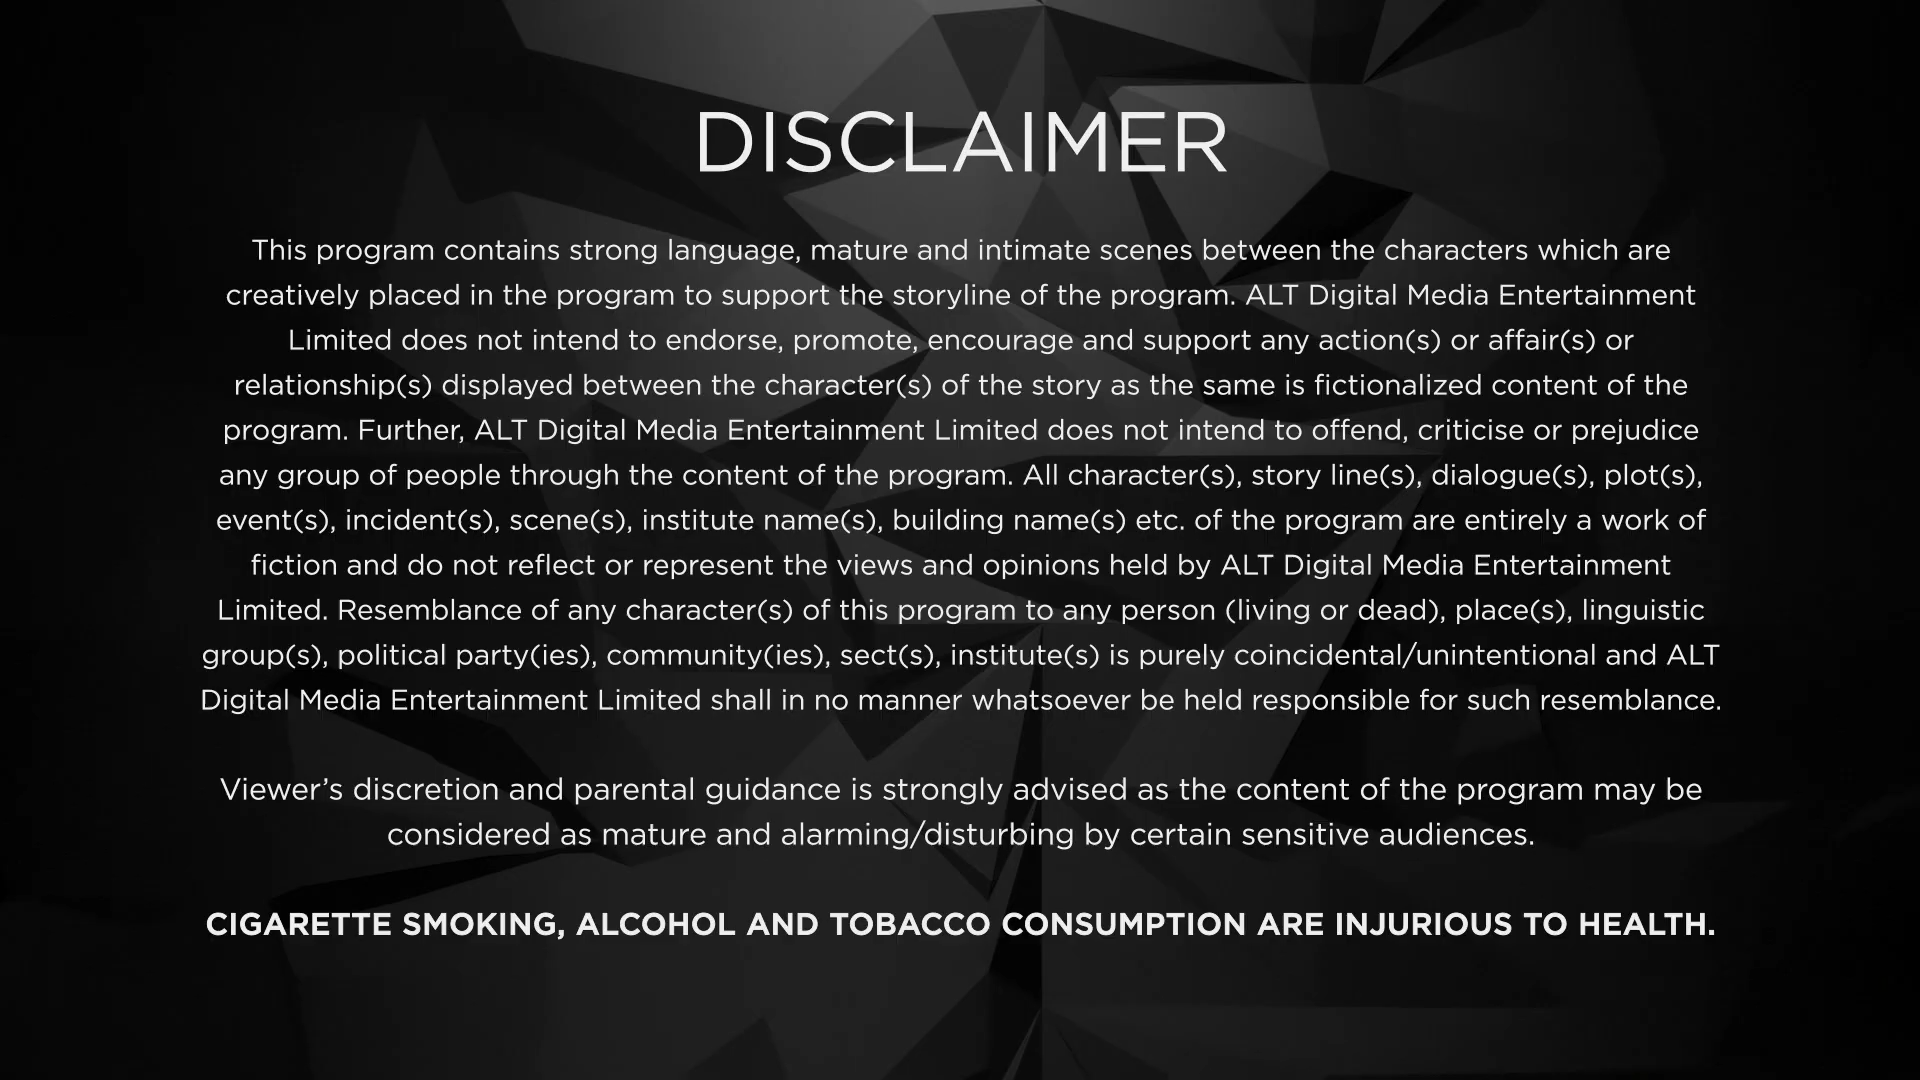 DISCLAIMER
This program contains strong language, mature and intimate scenes between the characters which are
creatively placed in the program to support the storyline of the program. ALT Digital Media Entertainment
Limited does not intend to endorse, promote, encourage and support any action(s) or affair(s) or
relationship(s) displayed between the character(s) of the story as the same is fictionalized content of the
program. Further, ALT Digital Media Entertainment Limited does not intend to offend, criticise or prejudice
any group of people through the content of the program. All character(s), story line(s), dialogue(s), plot(s),
event(s), incident(s), scene(s), institute name(s), building name(s) etc. of the program are entirely a work of
fiction and do not reflect or represent the views and opinions held by ALT Digital Media Entertainment
Limited. Resemblance of any character(s) of this program to any person (living or dead), place(s), linguistic
group(s), political party(ies), community(ies), sect(s), institute(s) is purely coincidental/unintentional and ALT
Digital Media Entertainment Limited shall in no manner whatsoever be held responsible for such resemblance.
Viewer’s discretion and parental guidance is strongly advised as the content of the program may be
considered as mature and alarming/disturbing by certain sensitive audiences.
CIGARETTE SMOKING, ALCOHOL AND TOBACCO CONSUMPTION ARE INJURIOUS TO HEALTH.